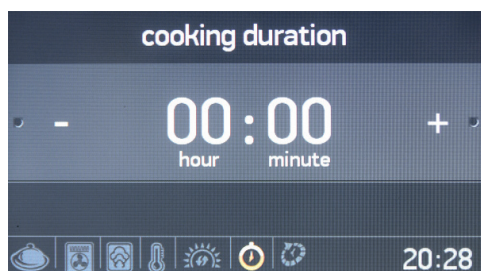 cooking duration
- 00 : 00 +
hour minute
20:28